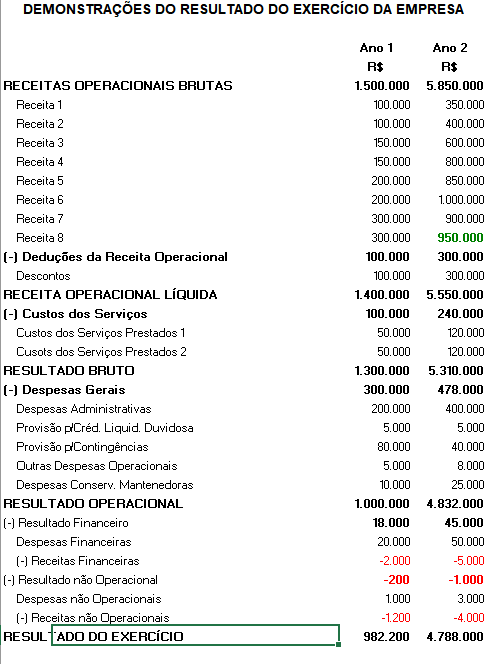 DEMONSTRAÇÕES DO RESULTADO DO EXERCÍCIO DA EMPRESA
Ano 1 Ano 2
R$ R$
RECEITAS OPERACIONAIS BRUTAS 1.500.000 5.850.000
Receita 1 100.000 350.000
Receita 2 100.000 400.000
Receita 3 150.000 600.000
Receita 4 150.000 800.000
Receita 5 200.000 850.000
Receita 6 200.000 1.000.000
Receita 7 300.000 900.000
Receita 8 300.000 950.000
(-) Deduções da Receita Operacional 100.000 300.000
Descontos 100.000 300.000
RECEITA OPERACIONAL LÍQUIDA 1.400.000 5.550.000
(-) Custos dos Serviços 100.000 240.000
Custos dos Serviços Prestados 1 50.000 120.000
Cusots dos Serviços Prestados 2 50.000 120.000
RESULTADO BRUTO 1.300.000 5.310.000
(-) Despesas Gerais 300.000 478.000
Despesas Administrativas 200.000 400.000
Provisão p/Créd. Liquid. Duvidosa 5.000 5.000
Provisão p/Contingências 80.000 40.000
Outras Despesas Operacionais 5.000 8.000
Despesas Conserv. Mantenedoras 10.000 25.000
RESULTADO OPERACIONAL 1.000.000 4.832.000
(-) Resultado Financeiro 18.000 45.000
Despesas Financeiras 20.000 50.000
(-) Receitas Financeiras -2.000 -5.000
(-) Resultado não Operacional -200 -1.000
Despesas não Operacionais 1.000 3.000
(-) Receitas não Operacionais -1.200 -4.000
RESULTADO DO EXERCÍCIO 982.200 4.788.000